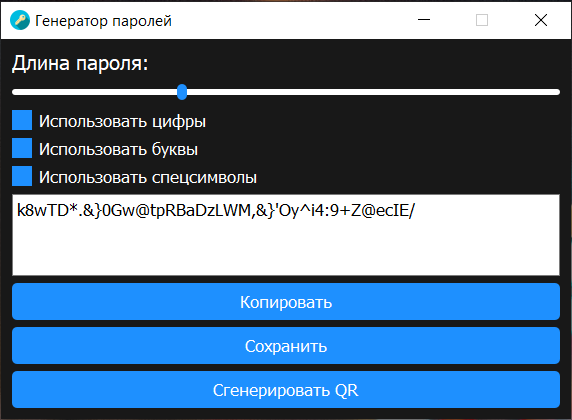 Генератор паролей
Длина пароля:
Использовать цифры
Использовать буквы
Использовать спецсимволы
k8wTD*.&}0Gw@tpRBaDzLWM,&}'Oy^i4:9+Z@ecIE/
Копировать
Сохранить
Сгенерировать QR